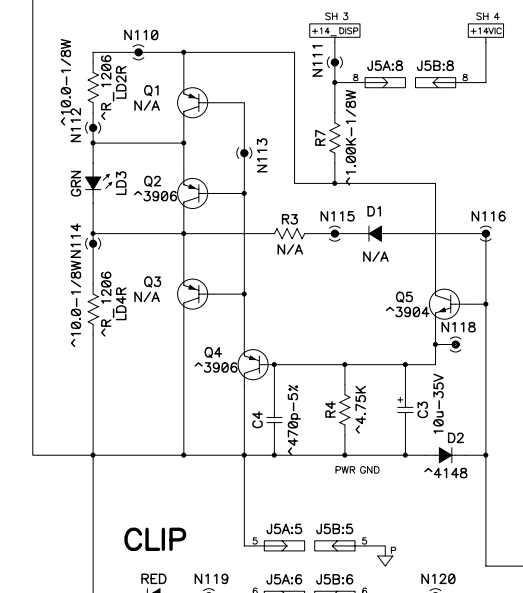 SH 3
+14_DISP
SH 4
+14VIC
N110
N111
J5A:8
J5B:8
8
8
^10.0-1/8W
1206
^R_LD2R
Q1
N/A
N112
R7
^1.00K-1/8W
N113
GRN
LD3
Q2
^3906
R3
N/A
N115
D1
N/A
N116
N114
^10.0-1/8W
1206
^R_LD4R
Q3
N/A
Q5
^3904
N118
Q4
^3906
C4
^470p-5%
R4
^4.75K
+
C3
10u-35V
D2
^4148
PWR GND
CLIP
J5A:5
J5B:5
5
5
P
RED
N119
J5A:6
J5B:6
N120
6
6